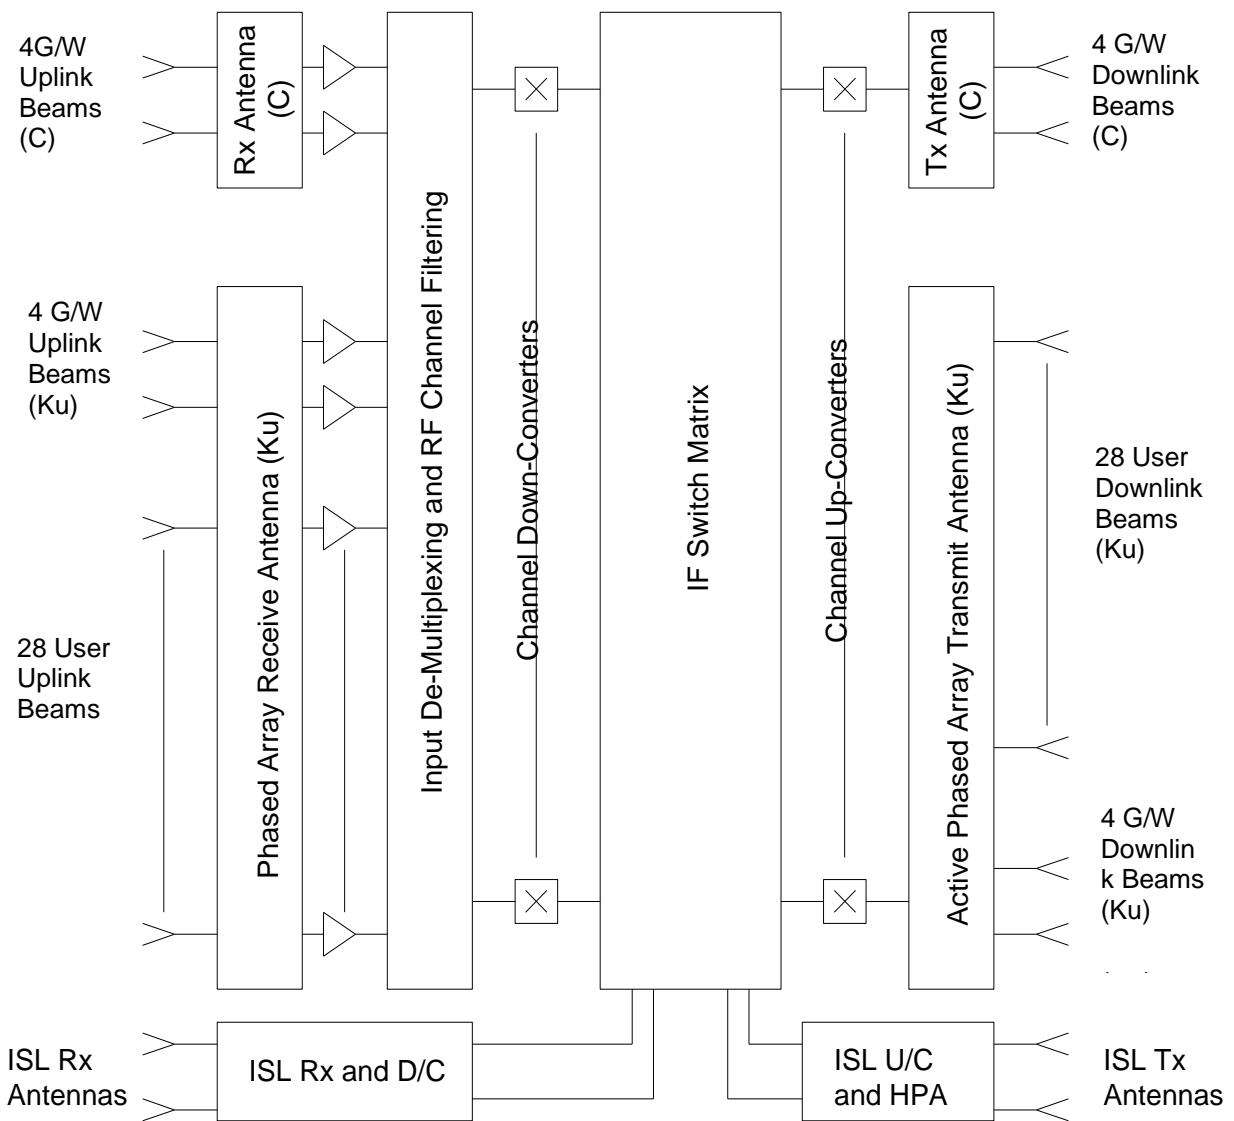 4G/W
Uplink
Beams
(C)
Rx Antenna
(C)
4 G/W
Uplink
Beams
(Ku)
28 User
Uplink
Beams
Phased Array Receive Antenna (Ku)
Input De-Multiplexing and RF Channel Filtering
Channel Down-Converters
IF Switch Matrix
Channel Up-Converters
Tx Antenna
(C)
4 G/W
Downlink
Beams
(C)
Active Phased Array Transmit Antenna (Ku)
28 User
Downlink
Beams
(Ku)
4 G/W
Downlin
k Beams
(Ku)
ISL Rx
Antennas
ISL Rx and D/C
ISL U/C
and HPA
ISL Tx
Antennas